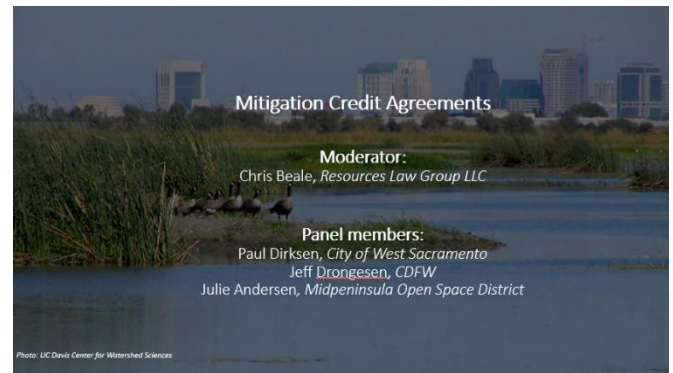 Mitigation Credit Agreements
Moderator:
Chris Beale, Resources Law Group LLC
Panel members:
Paul Dirksen, City of West Sacramento
Jeff Drongesen, CDFW
Julie Andersen, Midpeninsula Open Space District
Photo: UC Davis Center for Watershed Sciences